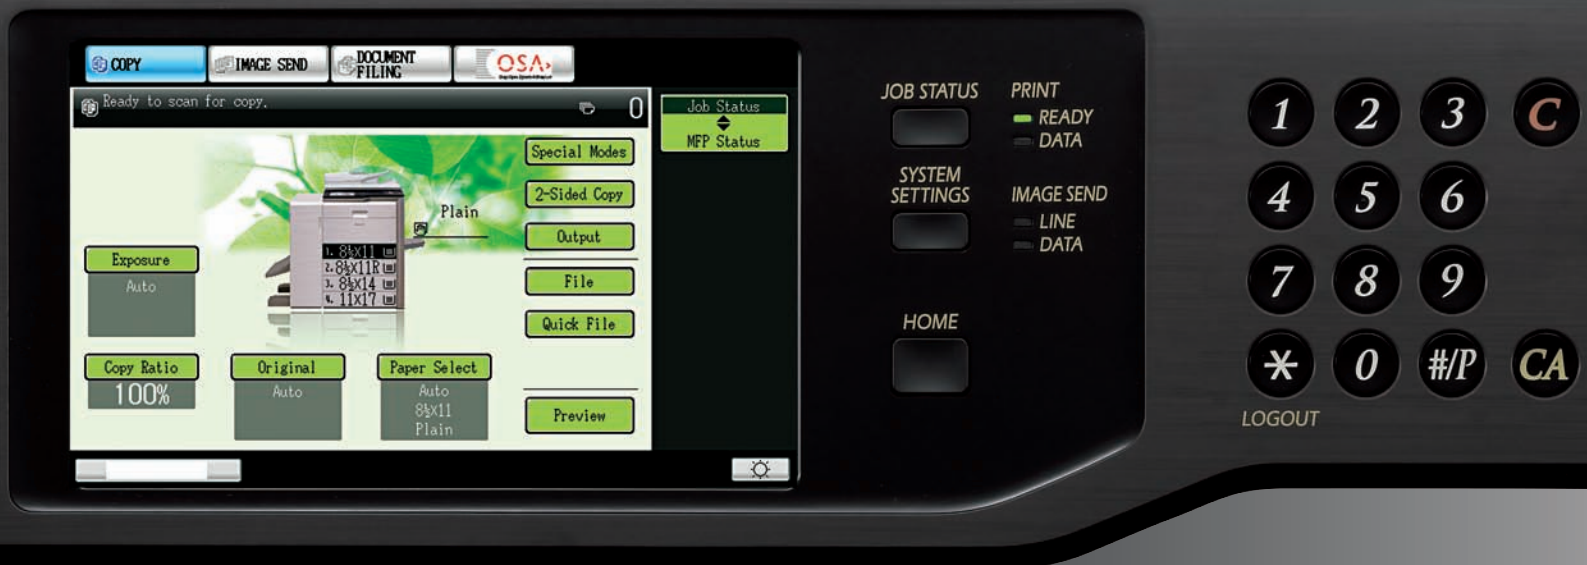 COPY
IMAGE SEND
DOCUMENT
FILING
OSA
Ready to scan for copy.
0
Job Status
MFP Status
Special Modes
2-Sided Copy
Output
File
Quick File
Preview
Plain
1. 8½X11
2. 8½X11R
3. 8½X14
4. 11X17
Exposure
Auto
Copy Ratio
100%
Original
Auto
Paper Select
Auto
8½X11
Plain
JOB STATUS
SYSTEM
SETTINGS
HOME
PRINT
READY
DATA
IMAGE SEND
LINE
DATA
1 2 3 C
4 5 6
7 8 9
* 0 #/P CA
LOGOUT